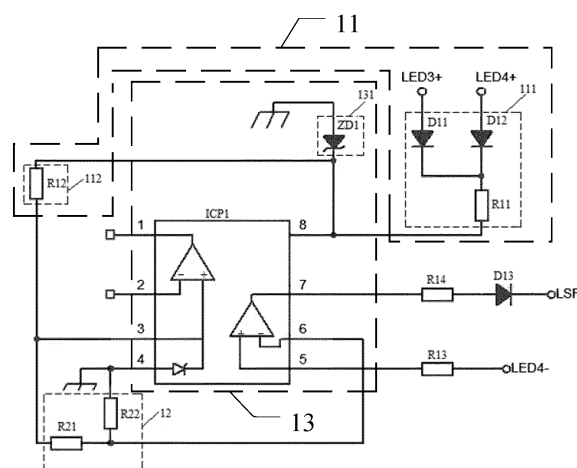 11
LED3+ LED4+
131
111
ZD1
D11 D12
R12 112
R11
ICP1
1 8
2 7
R14 D13
LSF
3 6
4 5
R13
LED4-
R22 12
R21
13